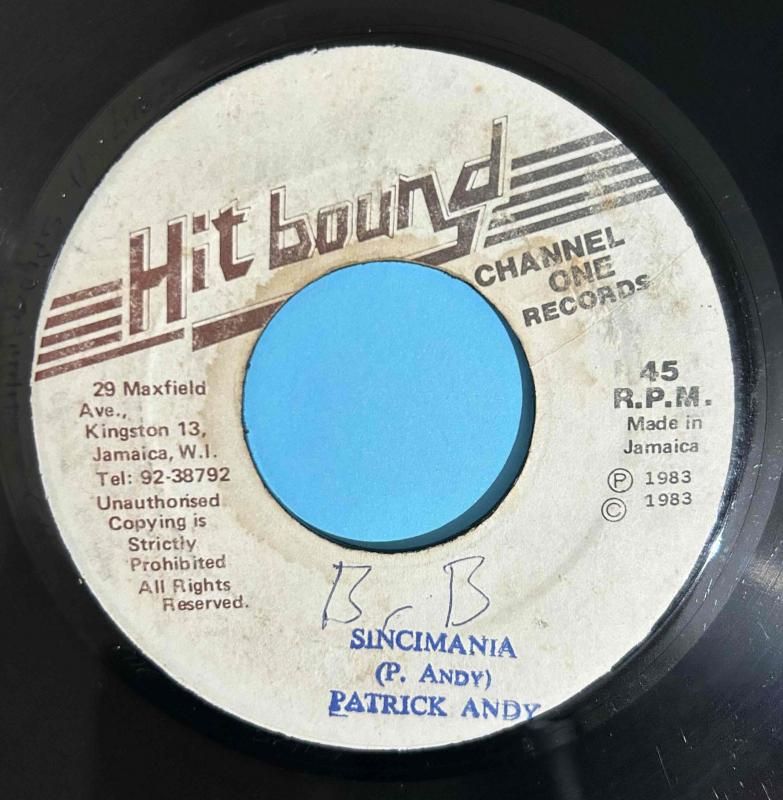 Hit bound
CHANNEL
ONE
RECORDS
29 Maxfield
Ave.,
Kingston 13,
Jamaica, W.I.
Tel: 92-38792
Unauthorised
Copying is
Strictly
Prohibited
All Rights
Reserved.
45
R.P.M.
Made in
Jamaica
Ⓟ 1983
© 1983
B. B
SINCIMANIA
(P. ANDY)
PATRICK ANDY